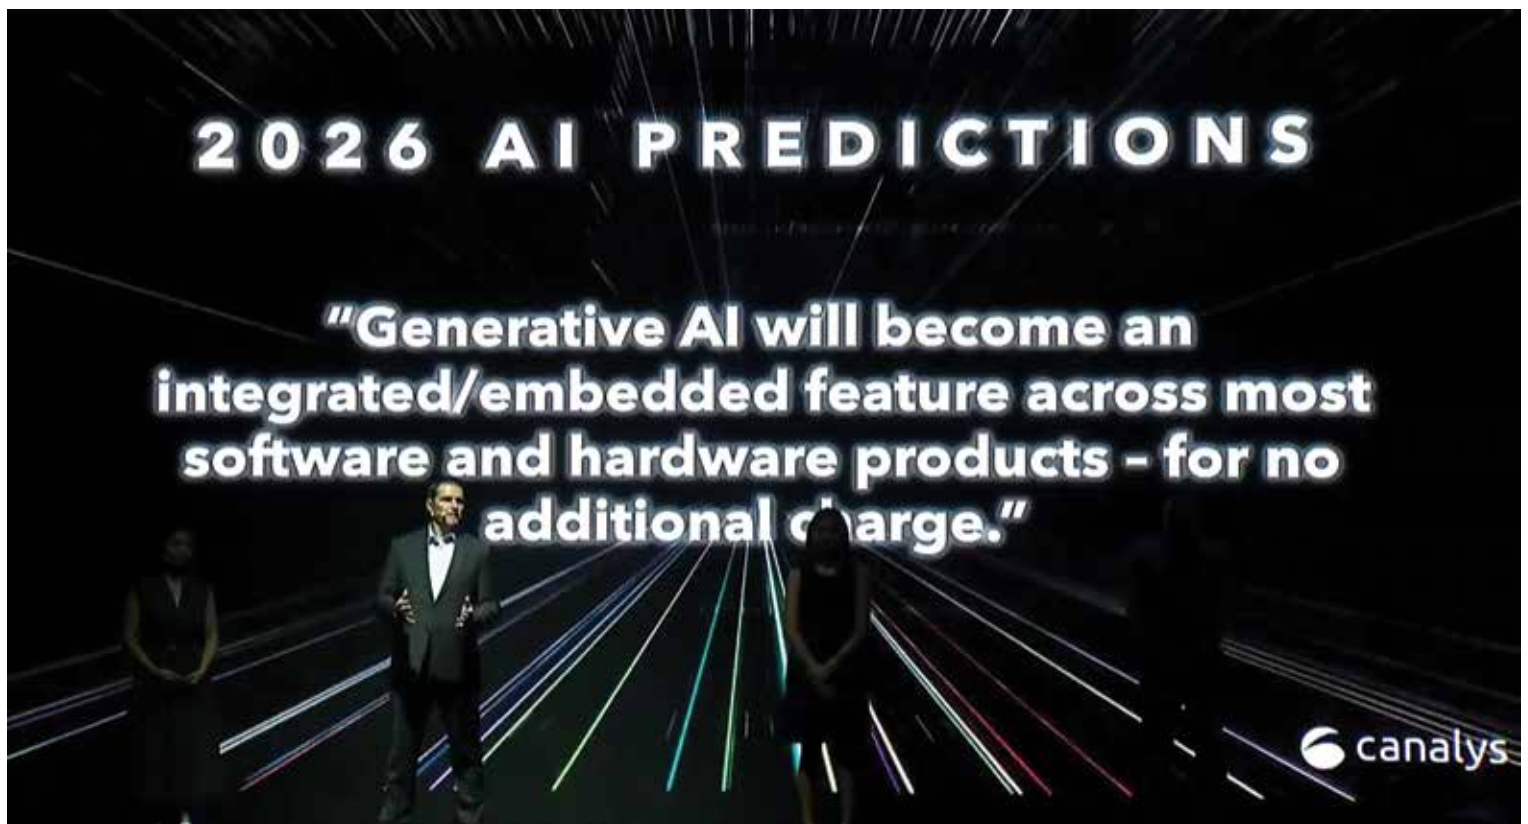 2026 AI PREDICTIONS
“Generative AI will become an
integrated/embedded feature across most
software and hardware products – for no
additional charge.”
canalys